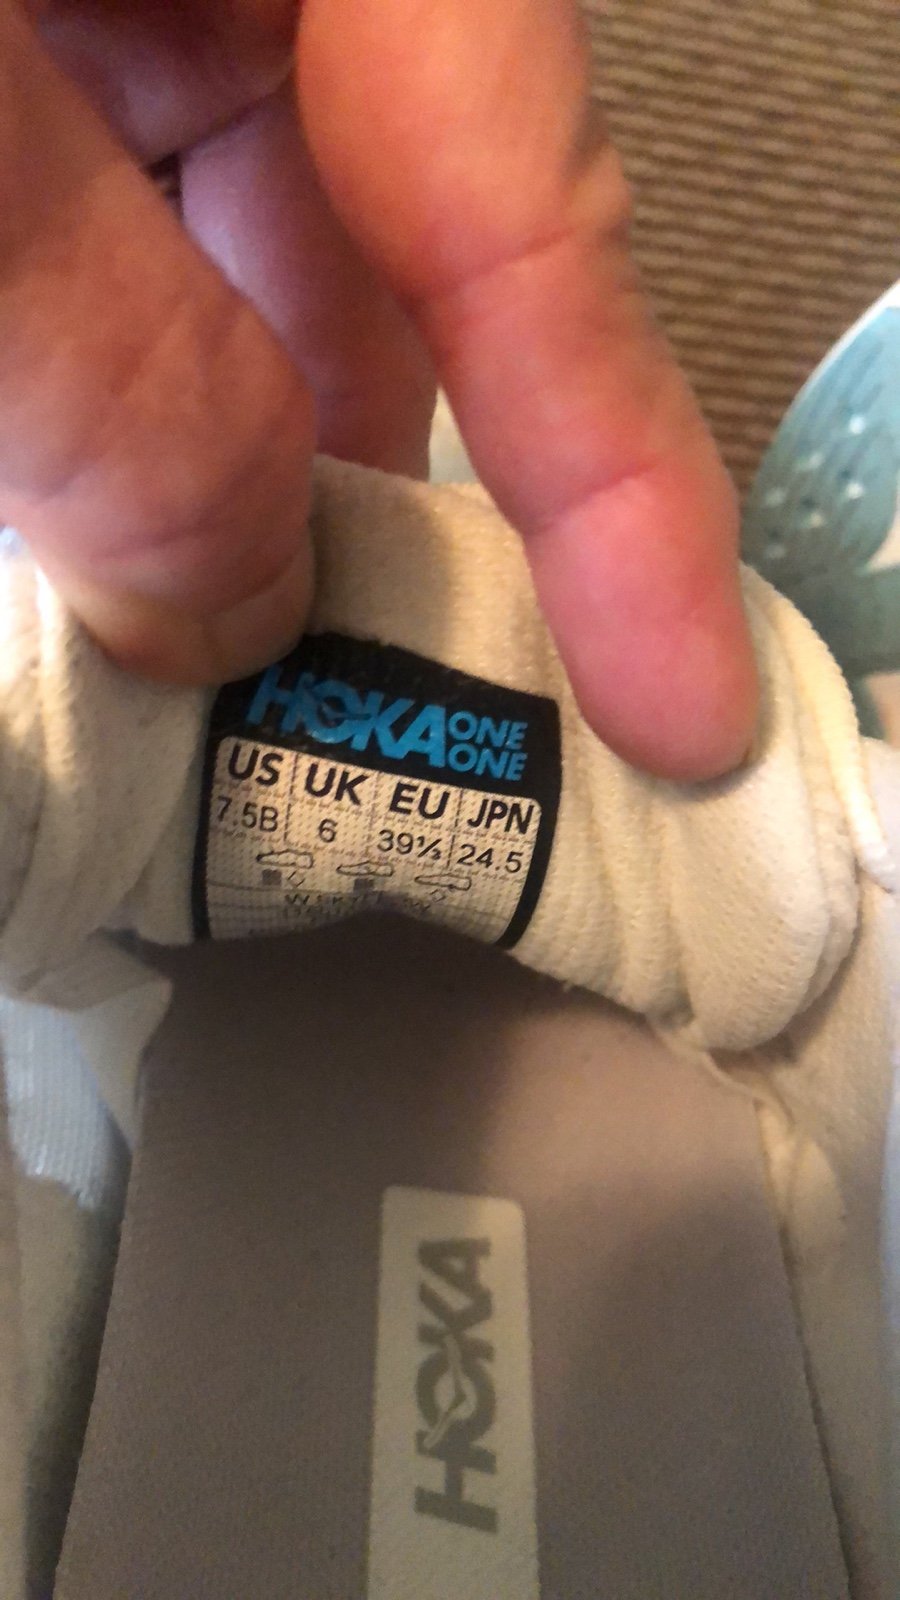 HOKA ONE ONE
US UK EU JPN
7.5B 6 39⅓ 24.5
HOKA